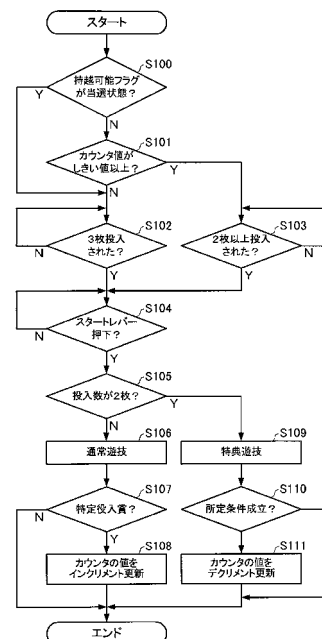 スタート
S100
持越可能フラグ
が当選状態？
Y
N
S101
カウンタ値が
しきい値以上？
Y
N
S102
3枚投入
された？
N
Y
S103
2枚以上投入
された？
N
Y
S104
スタートレバー
押下？
N
Y
S105
投入数が2枚？
Y
N
S106
通常遊技
S109
特典遊技
S107
特定役入賞？
N
Y
S110
所定条件成立？
N
Y
S108
カウンタの値を
インクリメント更新
S111
カウンタの値を
デクリメント更新
エンド